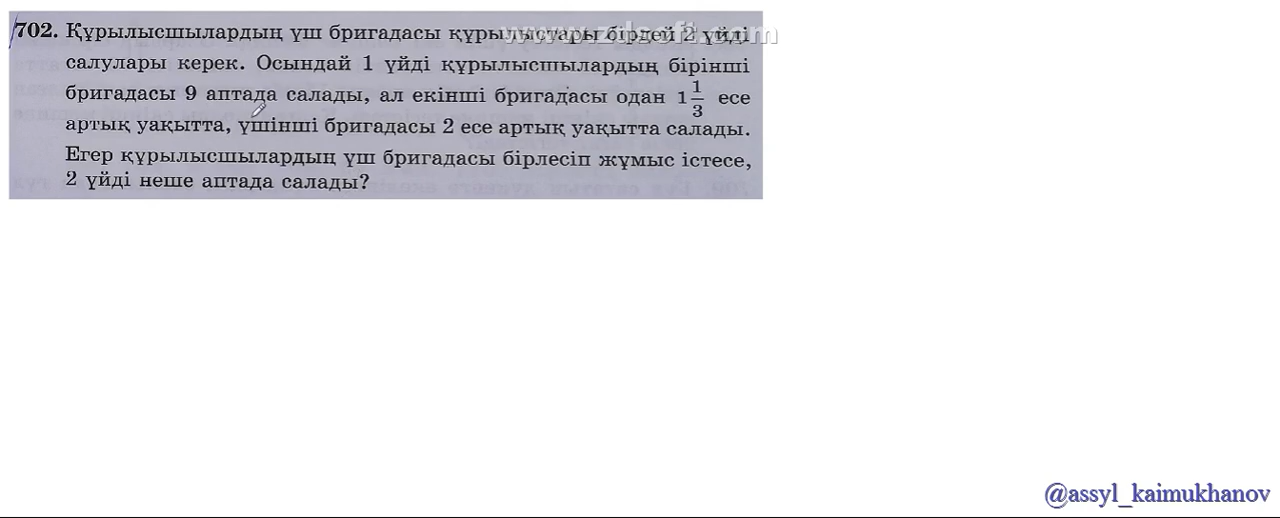 702. Құрылысшылардың үш бригадасы құрылыстары бірдей 2 үйді
салулары керек. Осындай 1 үйді құрылысшылардың бірінші
бригадасы 9 аптада салады, ал екінші бригадасы одан 1 1/3 есе
артық уақытта, үшінші бригадасы 2 есе артық уақытта салады.
Егер құрылысшылардың үш бригадасы бірлесіп жұмыс істесе,
2 үйді неше аптада салады?
@assyl_kaimukhanov